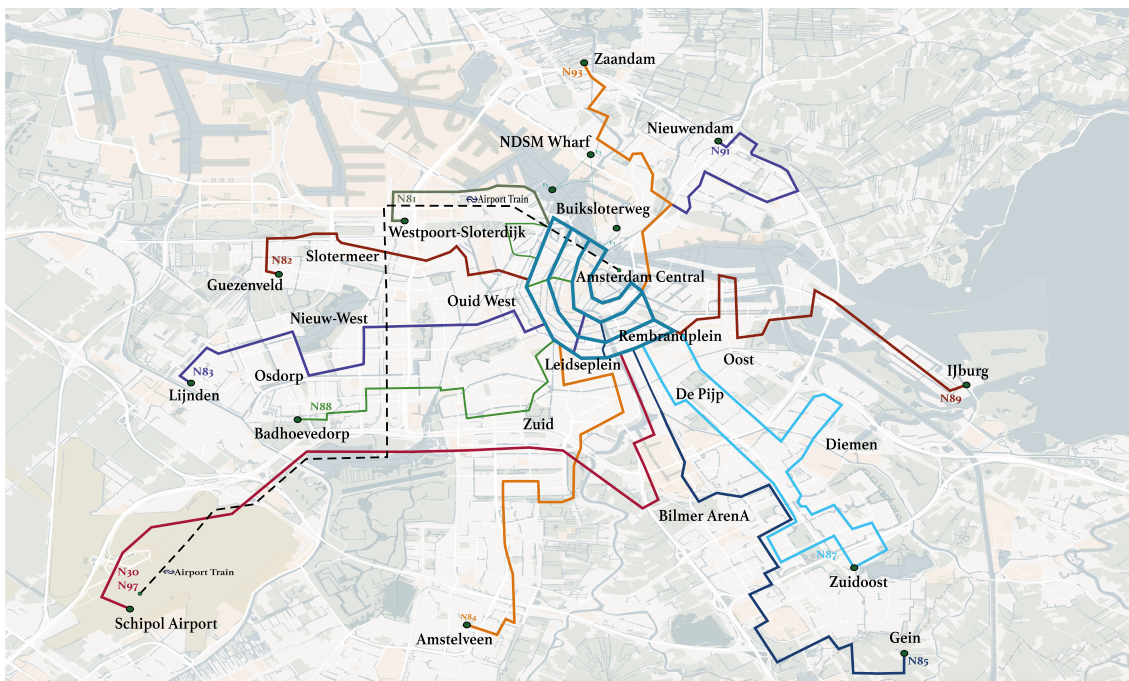 Zaandam
N93
Nieuwendam
N91
NDSM Wharf
N81
Airport Train
Buiksloterweg
Westpoort-Sloterdijk
Slotermeer
N82
Guezenveld
Amsterdam Central
Ouid West
Nieuw-West
Rembrandplein
Oost
Leidseplein
IJburg
N89
N83
Osdorp
Lijnden
De Pijp
N88
Badhoevedorp
Zuid
Diemen
Bilmer ArenA
N87
Zuidoost
Airport Train
N30
N97
Schipol Airport
N84
Amstelveen
Gein
N85